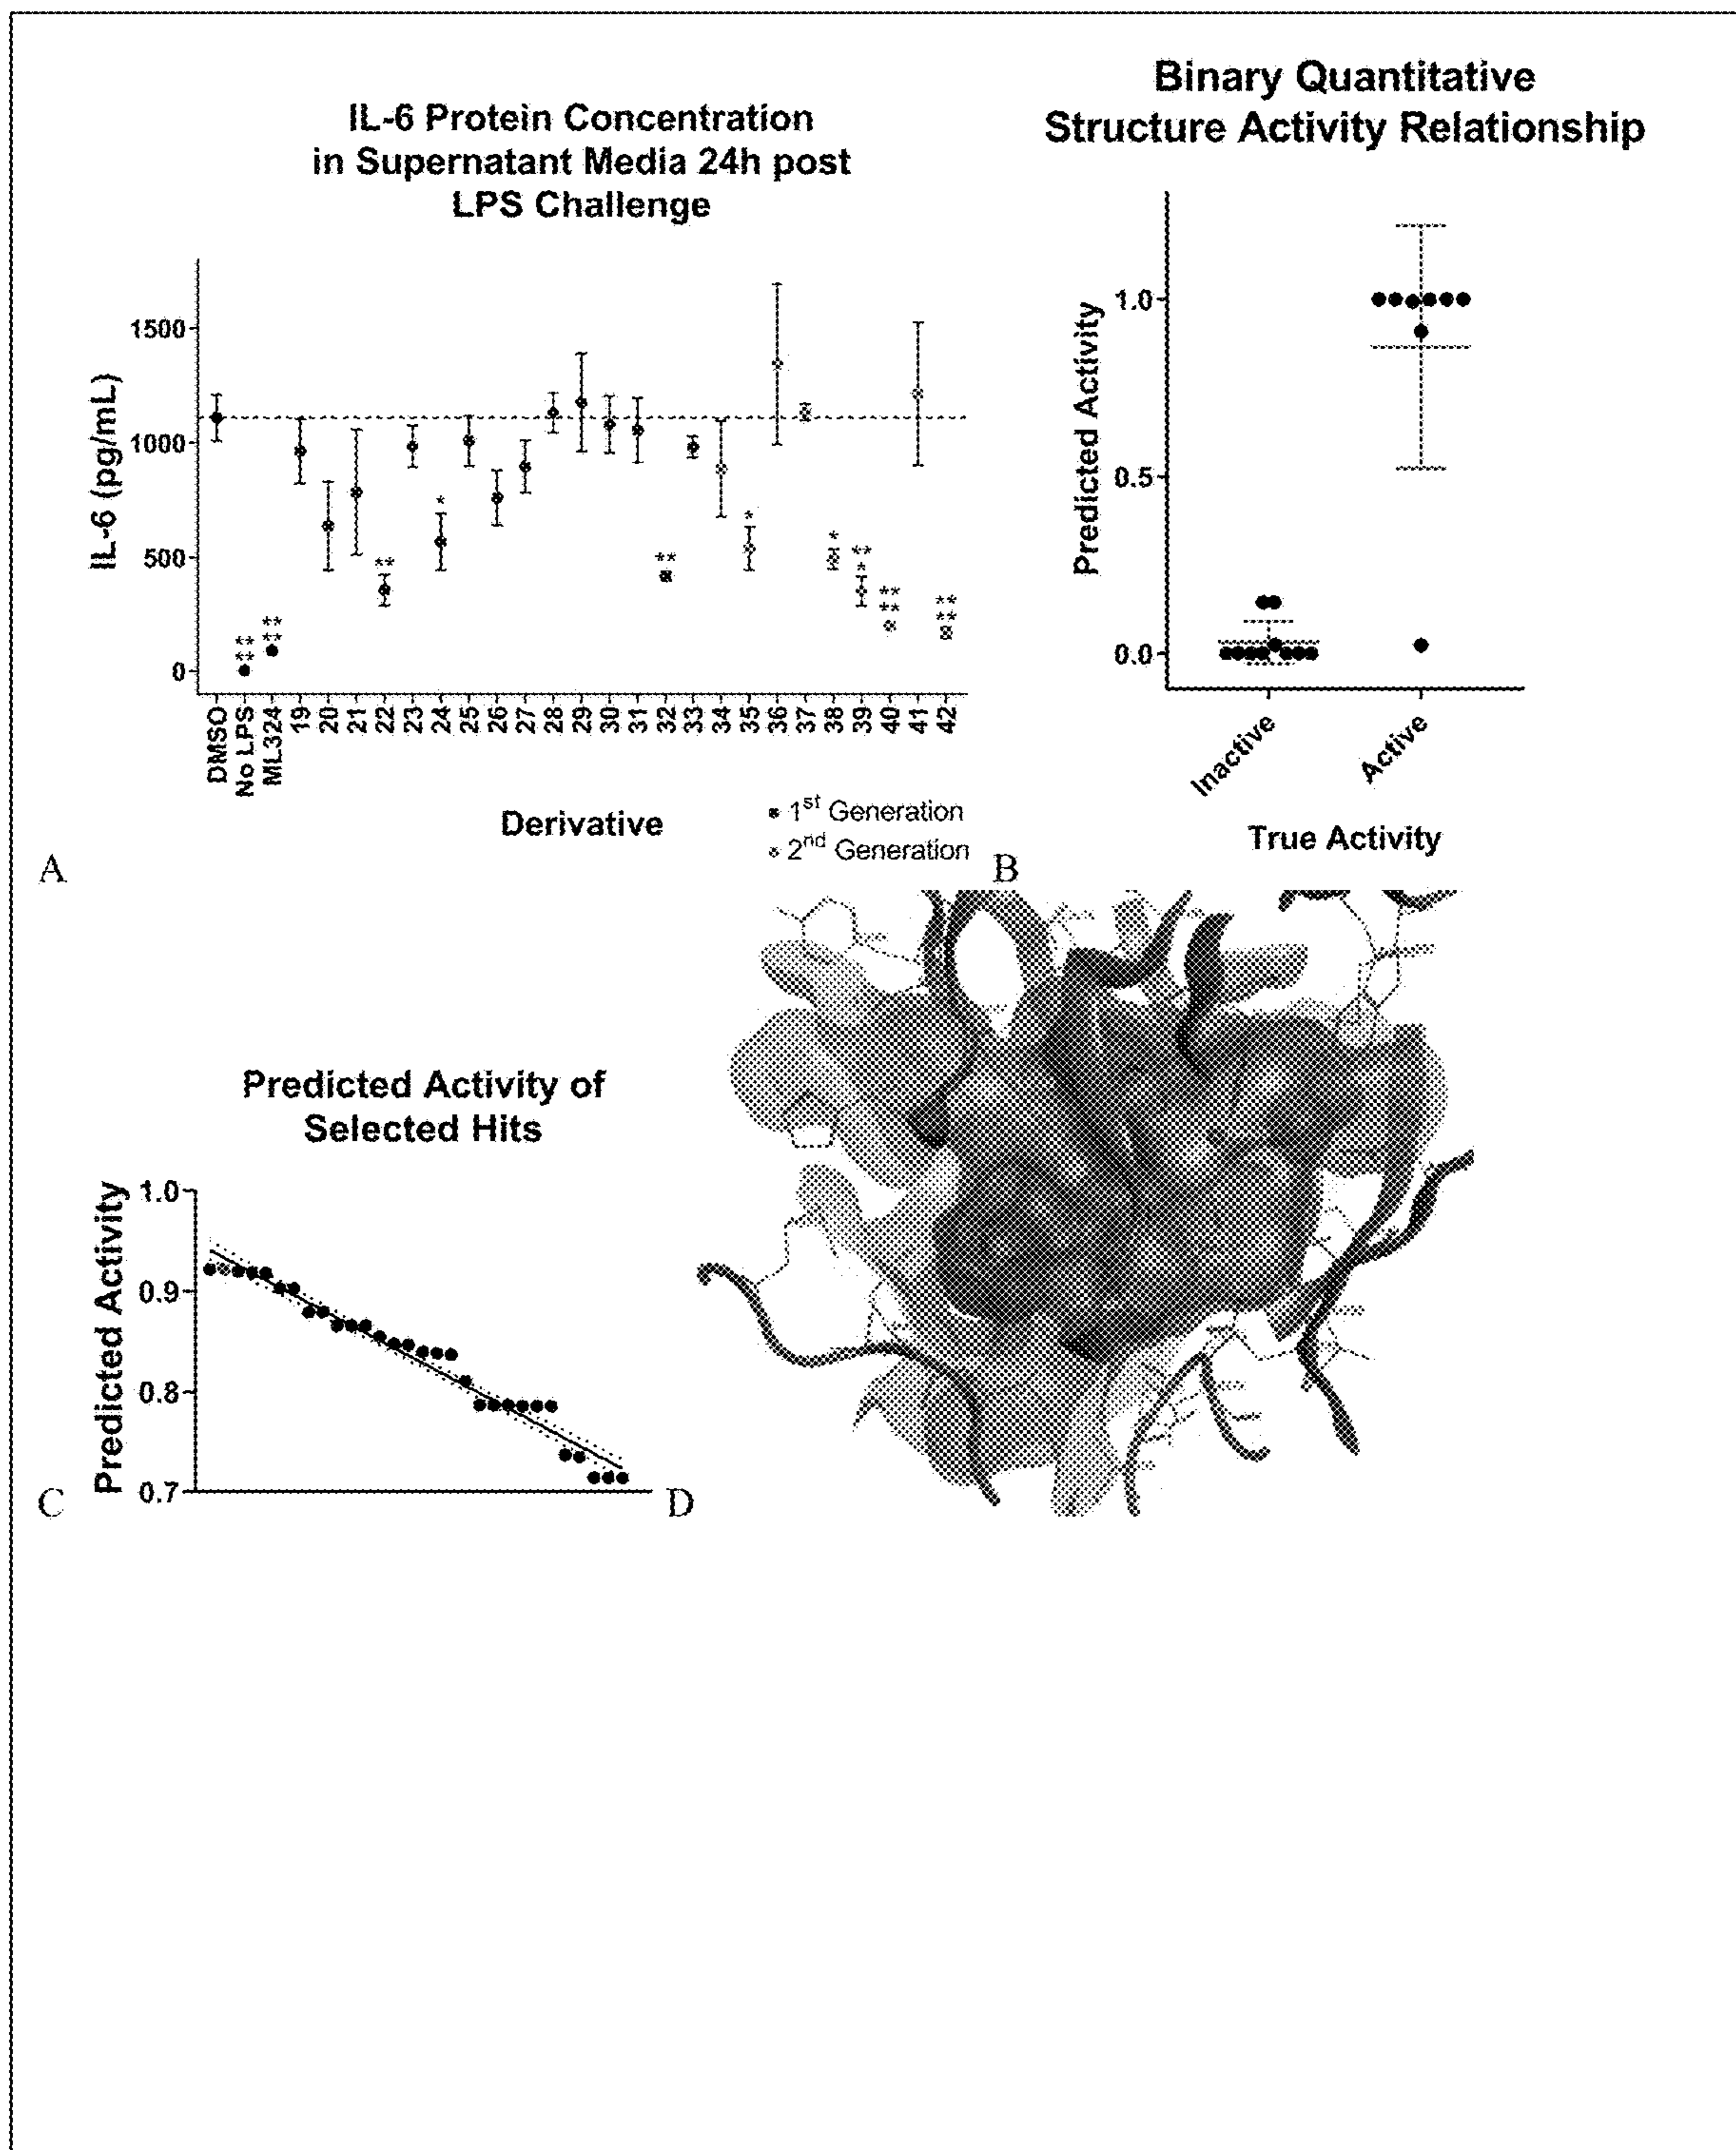 IL-6 Protein Concentration
in Supernatant Media 24h post
LPS Challenge
IL-6 (pg/mL)
1500
1000
500
0
**
**
**
**
**
*
**
*
*
**
*
**
**
**
**
DMSO
No LPS
ML324
19
20
21
22
23
24
25
26
27
28
29
30
31
32
33
34
35
36
37
38
39
40
41
42
Derivative
1st Generation
2nd Generation
A
Binary Quantitative
Structure Activity Relationship
Predicted Activity
1.0
0.5
0.0
Inactive
Active
True Activity
B
Predicted Activity of
Selected Hits
Predicted Activity
1.0
0.9
0.8
0.7
C
D